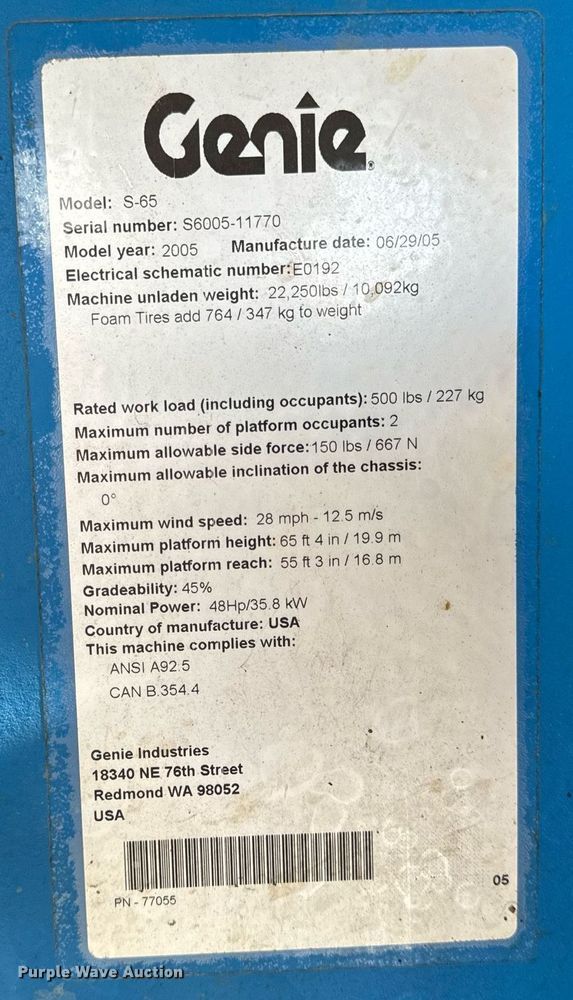 Genie
Model: S-65
Serial number: S6005-11770
Model year: 2005 Manufacture date: 06/29/05
Electrical schematic number:E0192
Machine unladen weight: 22,250lbs / 10,092kg
Foam Tires add 764 / 347 kg to weight
Rated work load (including occupants): 500 lbs / 227 kg
Maximum number of platform occupants: 2
Maximum allowable side force: 150 lbs / 667 N
Maximum allowable inclination of the chassis:
0°
Maximum wind speed: 28 mph - 12.5 m/s
Maximum platform height: 65 ft 4 in / 19.9 m
Maximum platform reach: 55 ft 3 in / 16.8 m
Gradeability: 45%
Nominal Power: 48Hp/35.8 kW
Country of manufacture: USA
This machine complies with:
ANSI A92.5
CAN B.354.4
Genie Industries
18340 NE 76th Street
Redmond WA 98052
USA
PN - 77055
05
Purple Wave Auction